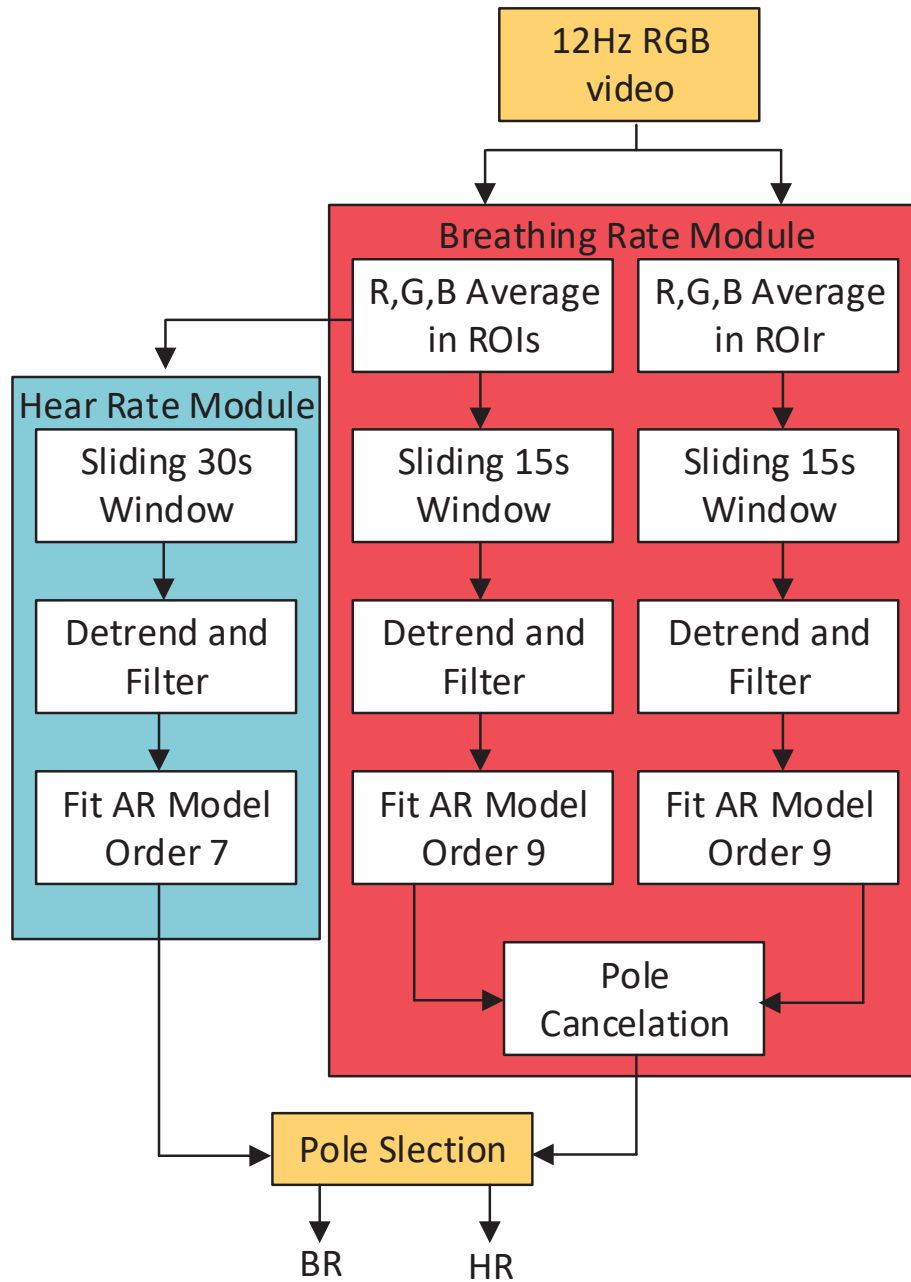 12Hz RGB
video
Breathing Rate Module
R,G,B Average
in ROIs
R,G,B Average
in ROIr
Hear Rate Module
Sliding 30s
Window
Sliding 15s
Window
Sliding 15s
Window
Detrend and
Filter
Detrend and
Filter
Detrend and
Filter
Fit AR Model
Order 7
Fit AR Model
Order 9
Fit AR Model
Order 9
Pole
Cancelation
Pole Slection
BR
HR